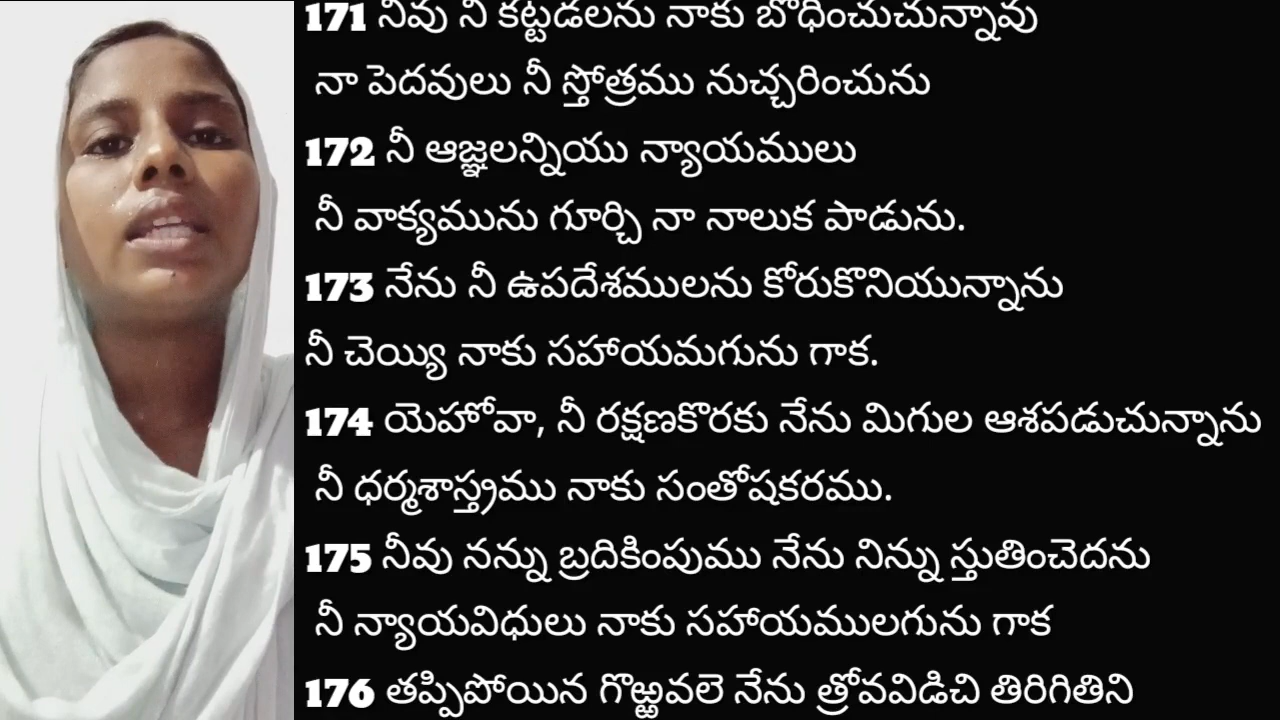 171 నీవు నీ కట్టడలను నాకు బోధించుచున్నావు
నా పెదవులు నీ స్తోత్రము నుచ్చరించును
172 నీ ఆజ్ఞలన్నియు న్యాయములు
నీ వాక్యమును గూర్చి నా నాలుక పాడును.
173 నేను నీ ఉపదేశములను కోరుకొనియున్నాను
నీ చెయ్యి నాకు సహాయమగును గాక.
174 యెహోవా, నీ రక్షణకొరకు నేను మిగుల ఆశపడుచున్నాను
నీ ధర్మశాస్త్రము నాకు సంతోషకరము.
175 నీవు నన్ను బ్రదికింపుము నేను నిన్ను స్తుతించెదను
నీ న్యాయవిధులు నాకు సహాయములగును గాక
176 తప్పిపోయిన గొఱ్ఱవలె నేను త్రోవవిడిచి తిరిగితిని